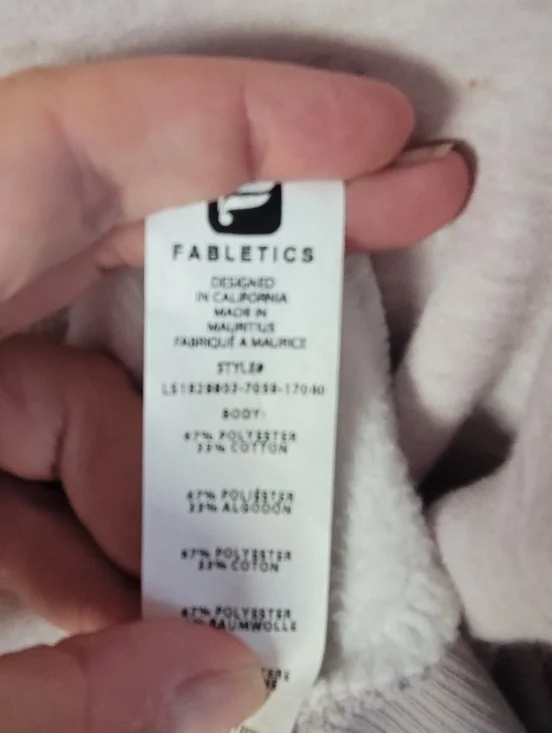 FABLETICS
DESIGNED
IN CALIFORNIA
MADE IN
MAURITIUS
FABRIQUÉ A MAURICE
STYLE#
BODY:
67% POLYESTER
33% COTTON
67% POLIÉSTER
33% ALGODÓN
67% POLYESTER
33% COTON
67% POLYESTER
BAUMWOLLE